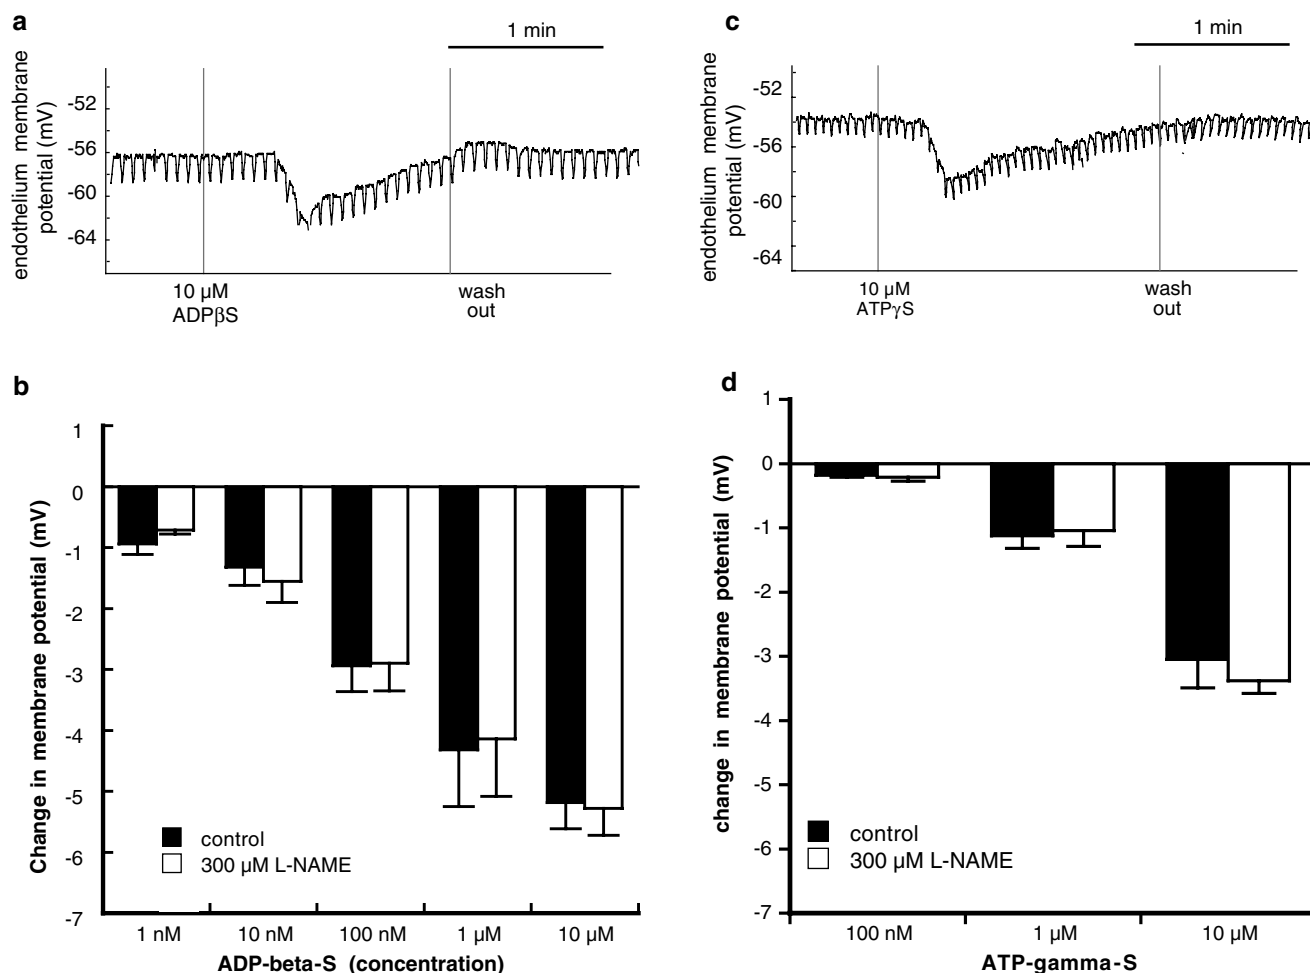 a
1 min
endothelium membrane
potential (mV)
-52
-56
-60
-64
10 µM
ADPβS
wash
out
c
1 min
endothelium membrane
potential (mV)
-52
-56
-60
-64
10 µM
ATPγS
wash
out
b
Change in membrane potential (mV)
1
0
-1
-2
-3
-4
-5
-6
-7
control
300 µM L-NAME
1 nM
10 nM
100 nM
1 µM
10 µM
ADP-beta-S (concentration)
d
change in membrane potential (mV)
1
0
-1
-2
-3
-4
-5
-6
-7
control
300 µM L-NAME
100 nM
1 µM
10 µM
ATP-gamma-S